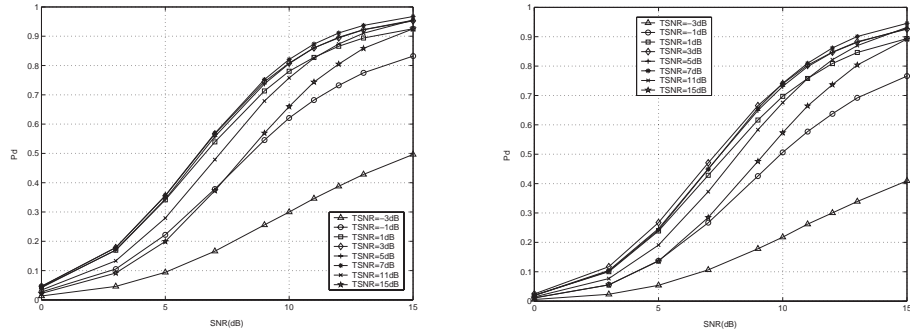 1
0.9
0.8
0.7
0.6
0.5
0.4
0.3
0.2
0.1
0
Pd
0
5
10
15
SNR(dB)
TSNR=−3dB
TSNR=−1dB
TSNR=1dB
TSNR=3dB
TSNR=5dB
TSNR=7dB
TSNR=11dB
TSNR=15dB
1
0.9
0.8
0.7
0.6
0.5
0.4
0.3
0.2
0.1
0
Pd
0
5
10
15
SNR(dB)
TSNR=−3dB
TSNR=−1dB
TSNR=1dB
TSNR=3dB
TSNR=5dB
TSNR=7dB
TSNR=11dB
TSNR=15dB